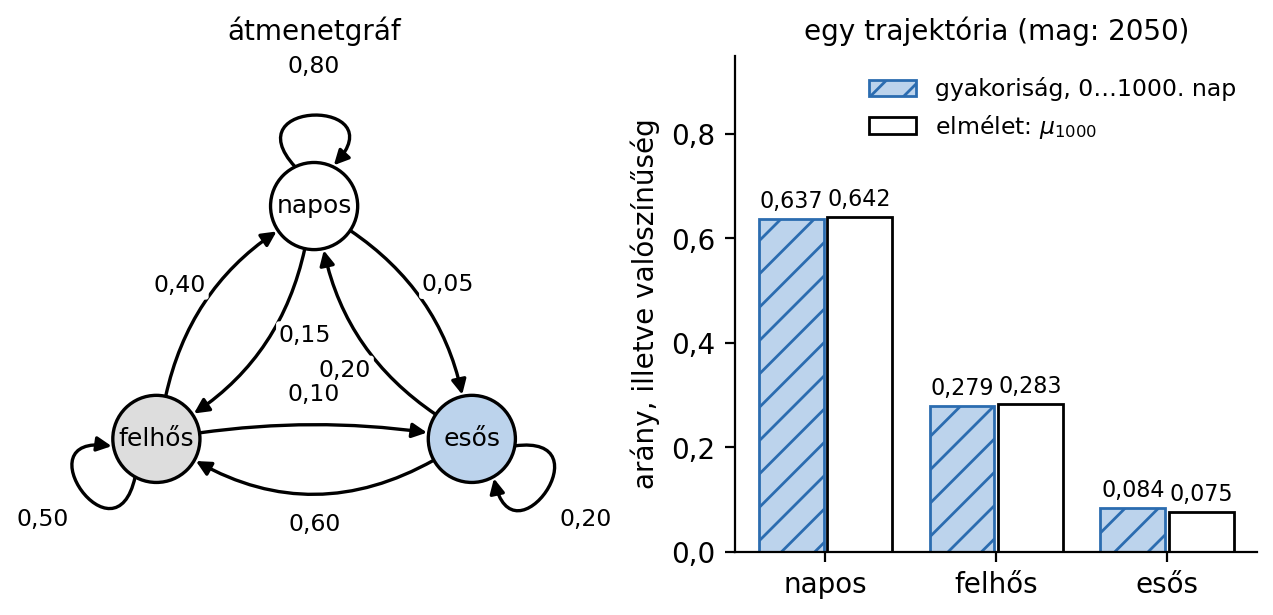 átmenetgráf
0,80
napos
0,40
0,05
0,15
0,20
0,10
felhős
esős
0,50
0,60
0,20
egy trajektória (mag: 2050)
gyakoriság, 0…1000. nap
elmélet: μ1000
arány, illetve valószínűség
0,8
0,6
0,4
0,2
0,0
0,637 0,642
0,279 0,283
0,084 0,075
napos felhős esős